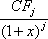 CF_j
(1 + x)^j